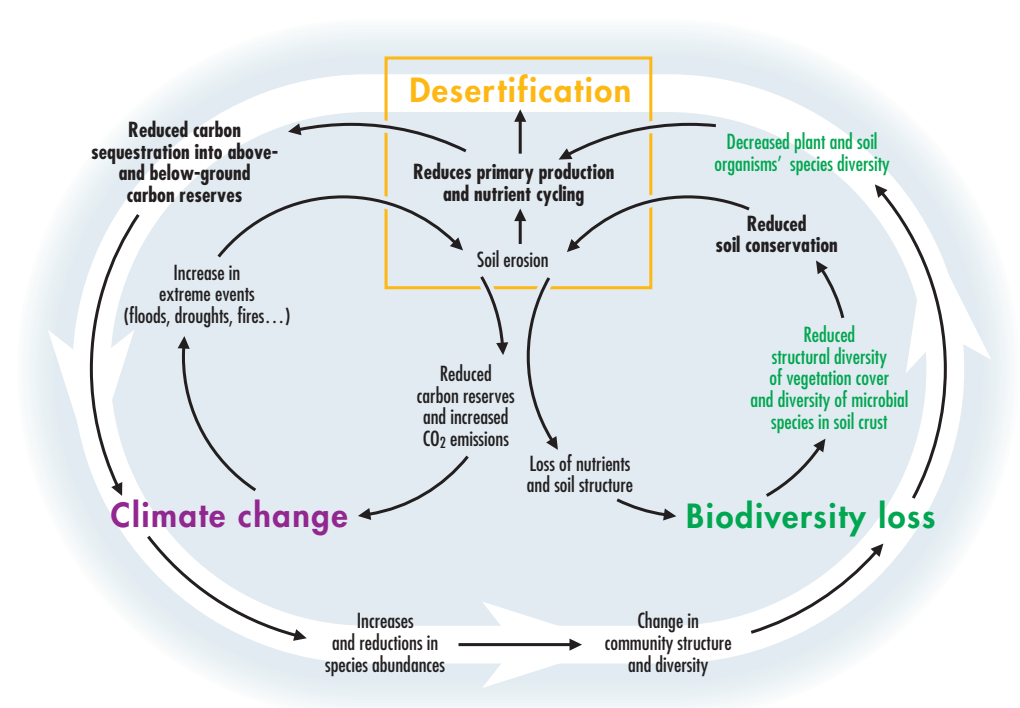 Desertification
Reduced carbon
sequestration into above-
and below-ground
carbon reserves
Reduces primary production
and nutrient cycling
Decreased plant and soil
organisms’ species diversity
Reduced
soil conservation
Soil erosion
Increase in
extreme events
(floods, droughts, fires…)
Reduced
structural diversity
of vegetation cover
and diversity of microbial
species in soil crust
Reduced
carbon reserves
and increased
CO2 emissions
Loss of nutrients
and soil structure
Climate change
Biodiversity loss
Increases
and reductions in
species abundances
Change in
community structure
and diversity